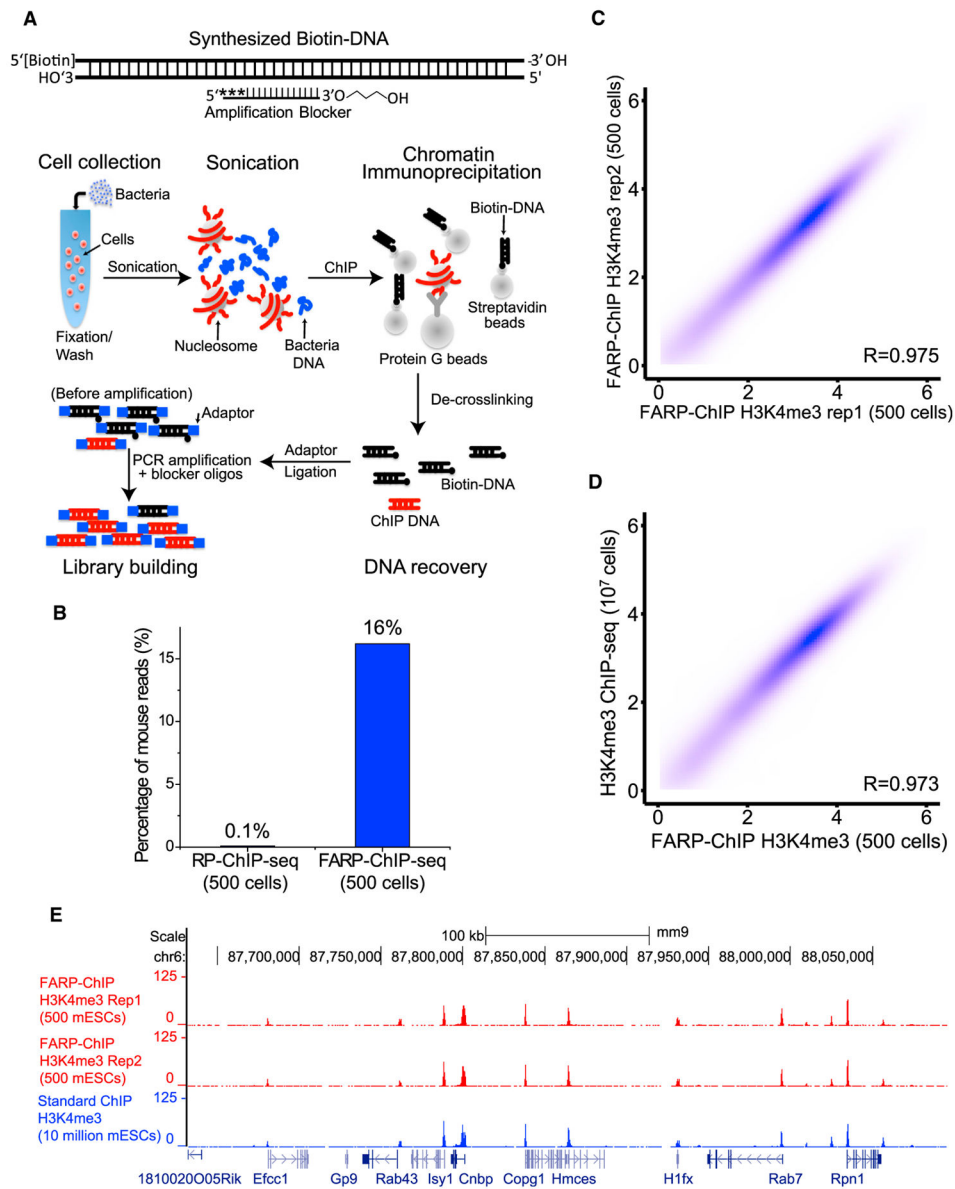 A
Synthesized Biotin-DNA
5‘[Biotin]
-3’OH
HO‘3
5'
5‘***
3'O
OH
Amplification Blocker
Cell collection
Sonication
Chromatin
Immunoprecipitation
Bacteria
Cells
Sonication
Fixation/
Wash
Nucleosome
Bacteria
DNA
ChIP
Biotin-DNA
Streptavidin
beads
Protein G beads
De-crosslinking
(Before amplification)
Adaptor
PCR amplification
+ blocker oligos
Adaptor
Ligation
Biotin-DNA
ChIP DNA
Library building
DNA recovery
B
Percentage of mouse reads (%)
15
10
5
0
0.1%
16%
RP-ChIP-seq
(500 cells)
FARP-ChIP-seq
(500 cells)
C
FARP-ChIP H3K4me3 rep2 (500 cells)
6
4
2
0
R=0.975
0 2 4 6
FARP-ChIP H3K4me3 rep1 (500 cells)
D
H3K4me3 ChIP-seq (10⁷ cells)
6
4
2
0
R=0.973
0 2 4 6
FARP-ChIP H3K4me3 (500 cells)
E
Scale
100 kb
mm9
chr6:
87,700,000 87,750,000 87,800,000 87,850,000 87,900,000 87,950,000 88,000,000 88,050,000
FARP-ChIP
H3K4me3 Rep1
(500 mESCs)
125
0
FARP-ChIP
H3K4me3 Rep2
(500 mESCs)
125
0
Standard ChIP
H3K4me3
(10 million mESCs)
125
0
1810020O05Rik Efcc1 Gp9 Rab43 Isy1 Cnbp Copg1 Hmces H1fx Rab7 Rpn1